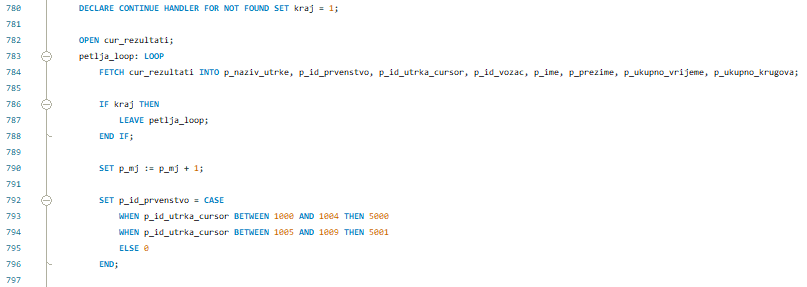 780 DECLARE CONTINUE HANDLER FOR NOT FOUND SET kraj = 1;
781
782 OPEN cur_rezultati;
783 petlja_loop: LOOP
784 FETCH cur_rezultati INTO p_naziv_utrke, p_id_prvenstvo, p_id_utrka_cursor, p_id_vozac, p_ime, p_prezime, p_ukupno_vrijeme, p_ukupno_krugova;
785
786 IF kraj THEN
787 LEAVE petlja_loop;
788 END IF;
789
790 SET p_mj := p_mj + 1;
791
792 SET p_id_prvenstvo = CASE
793 WHEN p_id_utrka_cursor BETWEEN 1000 AND 1004 THEN 5000
794 WHEN p_id_utrka_cursor BETWEEN 1005 AND 1009 THEN 5001
795 ELSE 0
796 END;
797